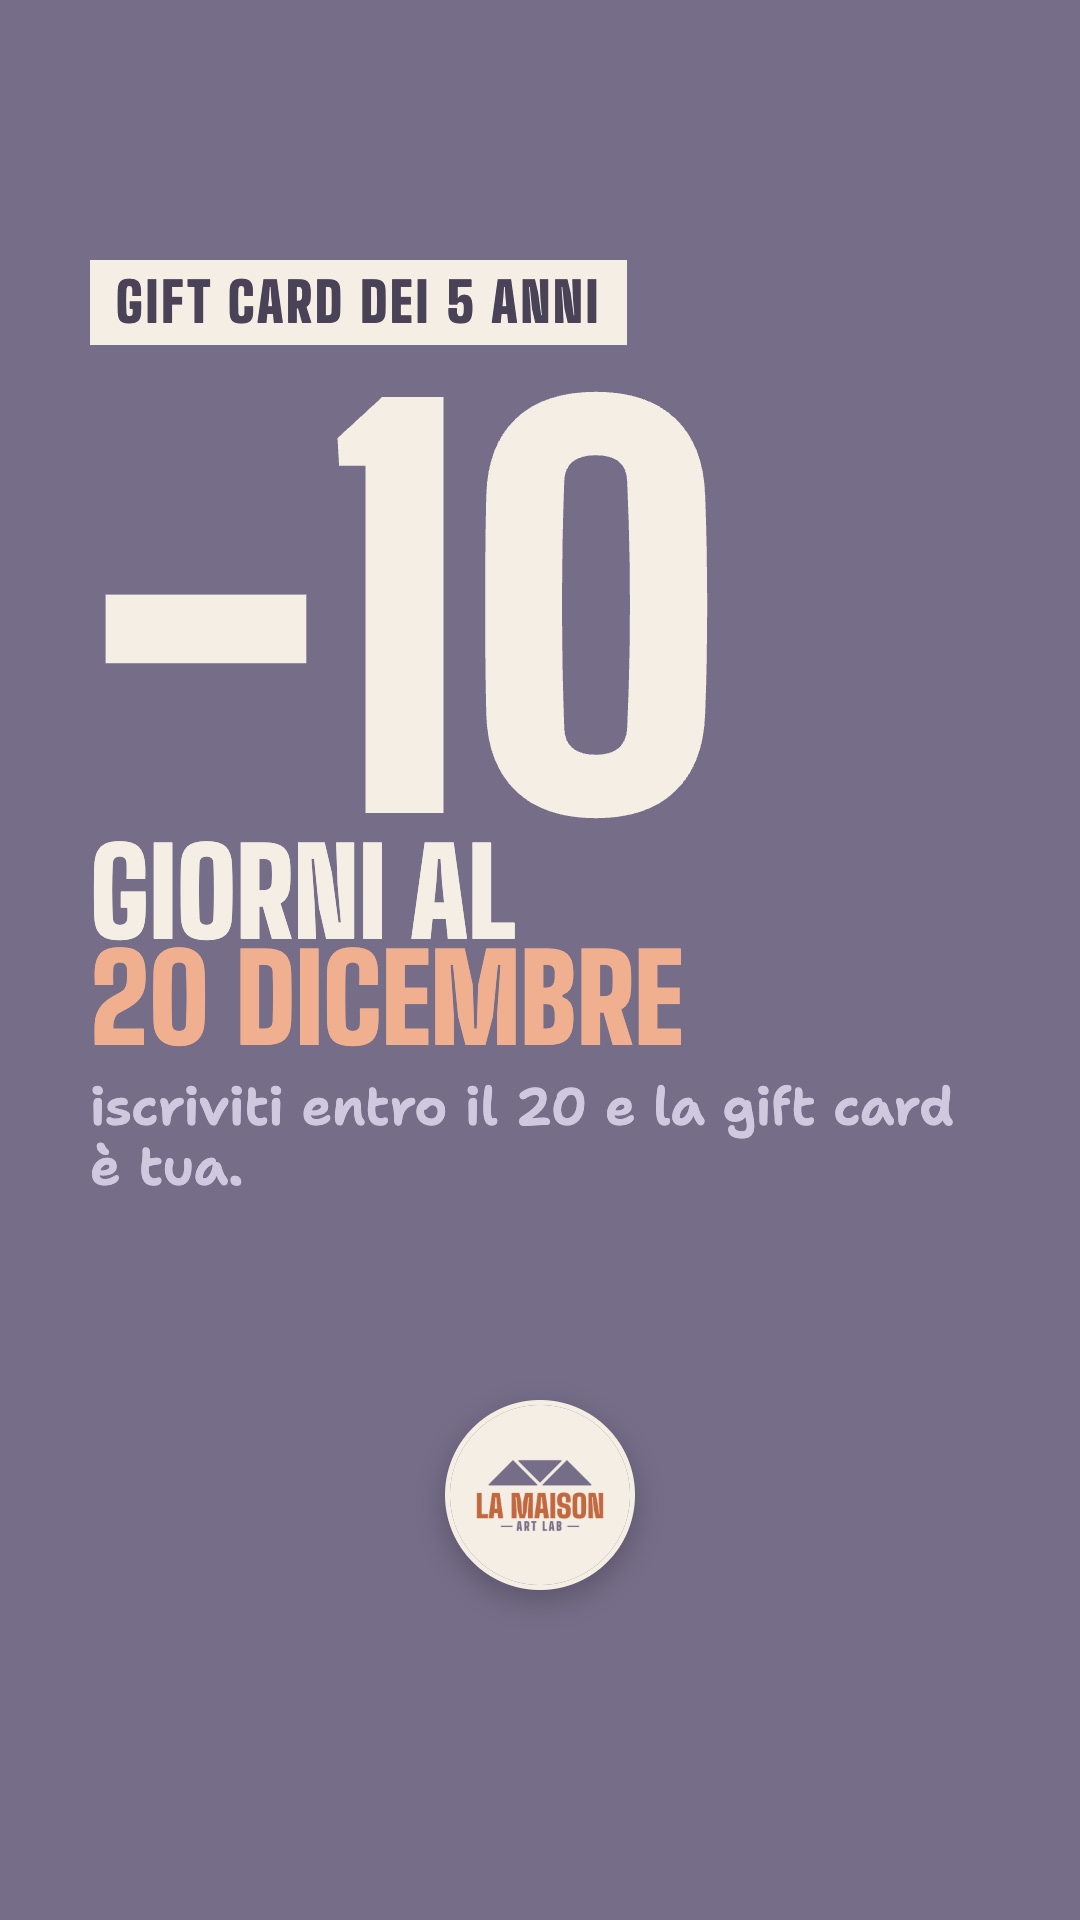 GIFT CARD DEI 5 ANNI
–10
GIORNI AL
20 DICEMBRE
iscriviti entro il 20 e la gift card
è tua.
LA MAISON
— ART LAB —